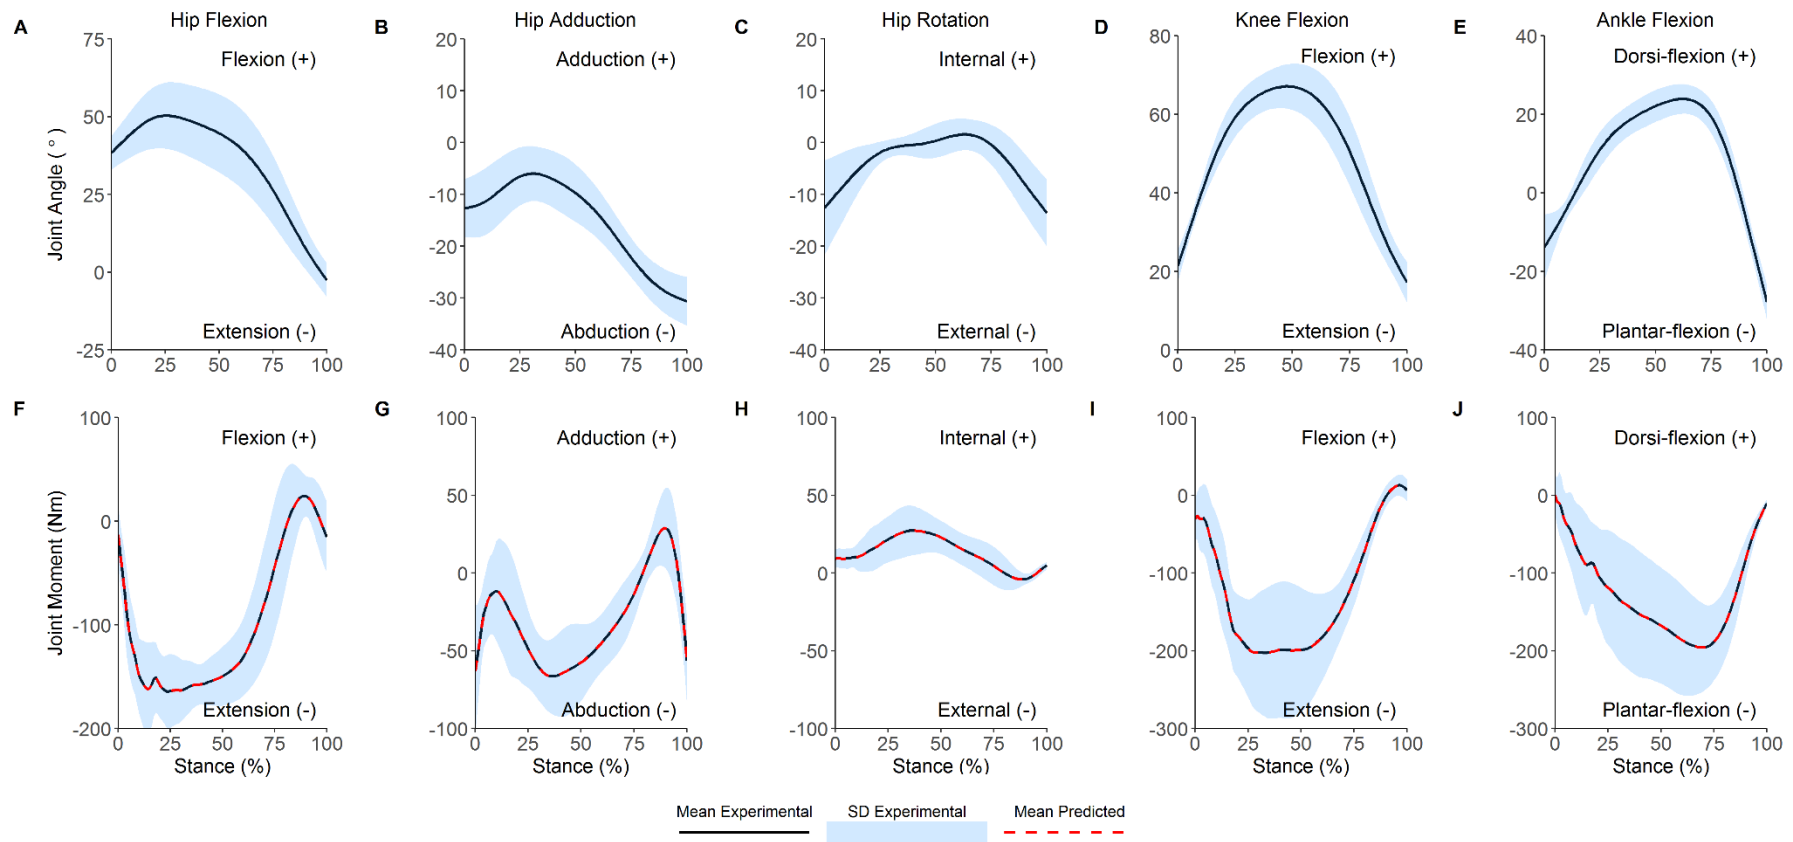 A Hip Flexion
B Hip Adduction
C Hip Rotation
D Knee Flexion
E Ankle Flexion
Joint Angle ( ° )
75
50
25
0
-25
Flexion (+)
Extension (-)
0 25 50 75 100
20
10
0
-10
-20
-30
-40
Adduction (+)
Abduction (-)
0 25 50 75 100
20
10
0
-10
-20
-30
-40
Internal (+)
External (-)
0 25 50 75 100
80
60
40
20
0
Flexion (+)
Extension (-)
0 25 50 75 100
40
20
0
-20
-40
Dorsi-flexion (+)
Plantar-flexion (-)
0 25 50 75 100
F
Joint Moment (Nm)
100
0
-100
-200
Flexion (+)
Extension (-)
0 25 50 75 100
Stance (%)
G
100
50
0
-50
-100
Adduction (+)
Abduction (-)
0 25 50 75 100
Stance (%)
H
100
50
0
-50
-100
Internal (+)
External (-)
0 25 50 75 100
Stance (%)
I
100
0
-100
-200
-300
Flexion (+)
Extension (-)
0 25 50 75 100
Stance (%)
J
100
0
-100
-200
-300
Dorsi-flexion (+)
Plantar-flexion (-)
0 25 50 75 100
Stance (%)
Mean Experimental
SD Experimental
Mean Predicted